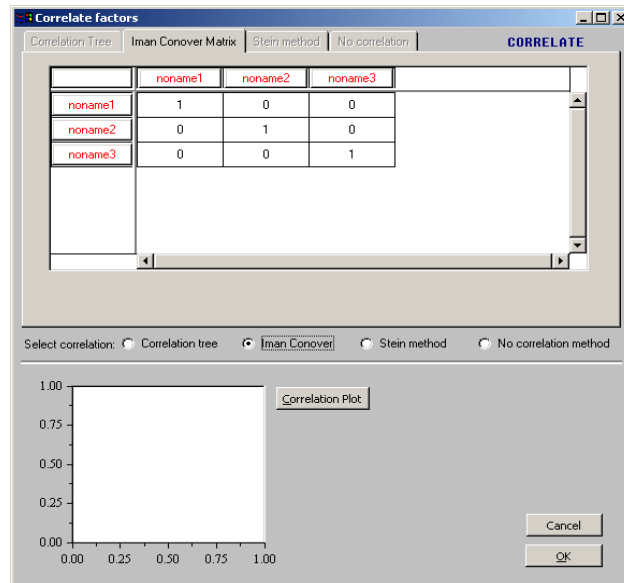 Correlate factors
Correlation Tree Iman Conover Matrix Stein method No correlation CORRELATE
noname1 noname2 noname3
noname1 1 0 0
noname2 0 1 0
noname3 0 0 1
Select correlation: Correlation tree Iman Conover Stein method No correlation method
1.00
Correlation Plot
0.75
0.50
0.25
0.00
0.00 0.25 0.50 0.75 1.00
Cancel
OK